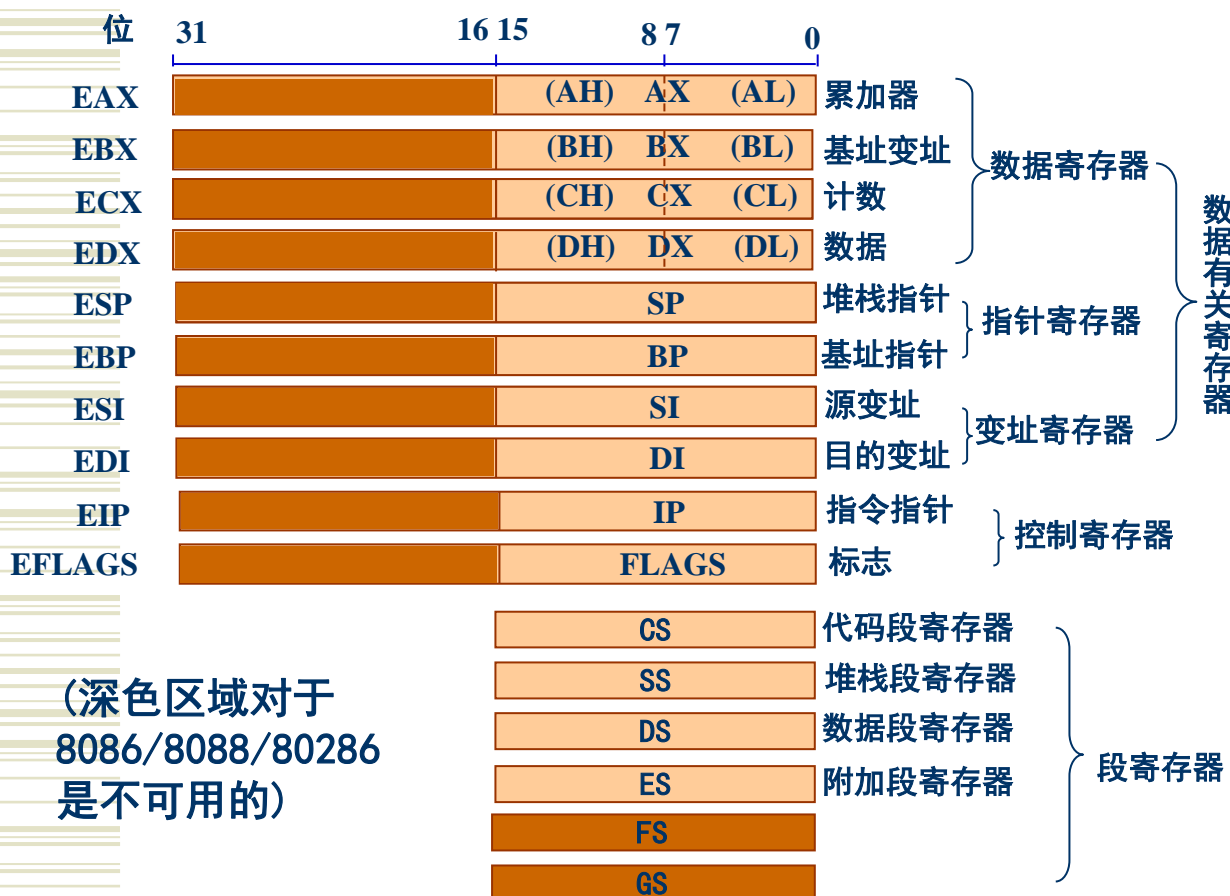 位 31 16 15 8 7 0
EAX (AH) AX (AL) 累加器
EBX (BH) BX (BL) 基址变址
ECX (CH) CX (CL) 计数
EDX (DH) DX (DL) 数据
数据寄存器
ESP SP 堆栈指针
EBP BP 基址指针
指针寄存器
ESI SI 源变址
EDI DI 目的变址
变址寄存器
数据有关寄存器
EIP IP 指令指针
EFLAGS FLAGS 标志
控制寄存器
CS 代码段寄存器
SS 堆栈段寄存器
DS 数据段寄存器
ES 附加段寄存器
FS
GS
段寄存器
(深色区域对于
8086/8088/80286
是不可用的)